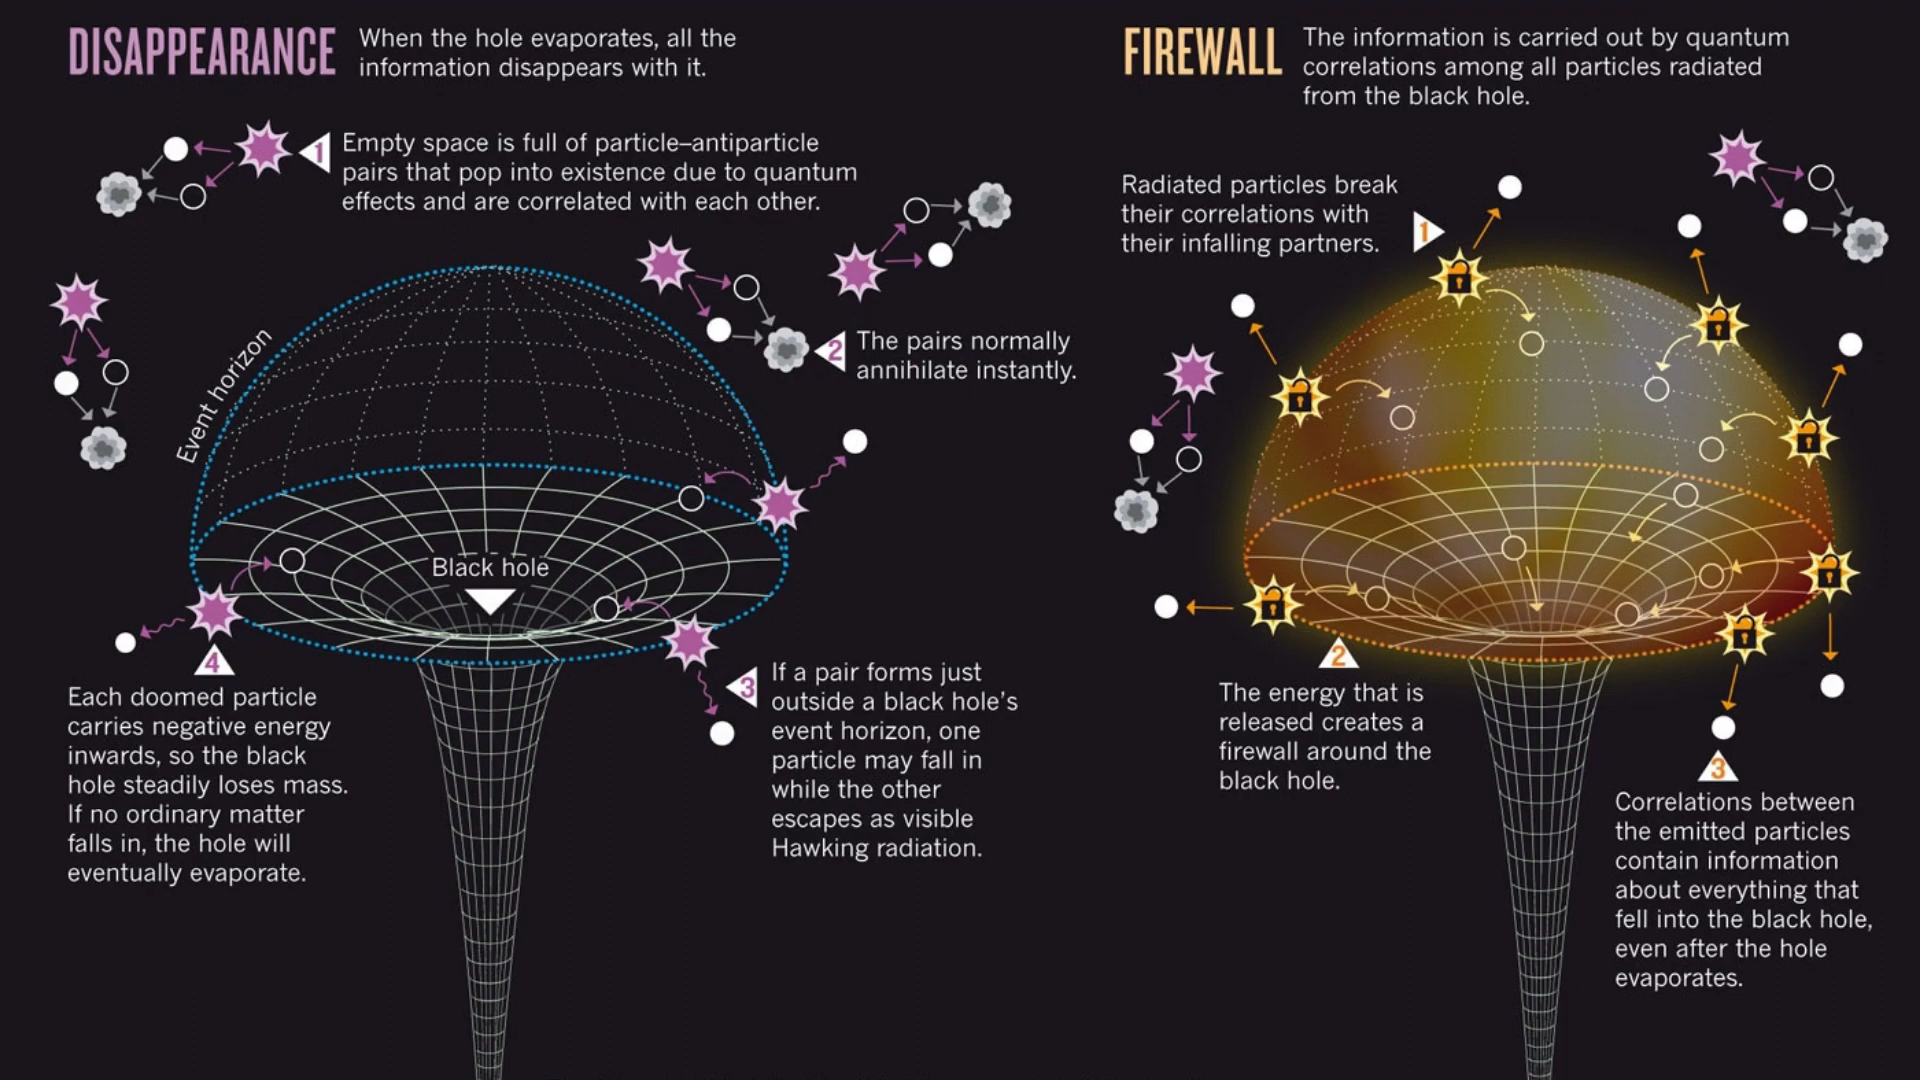 DISAPPEARANCE
When the hole evaporates, all the
information disappears with it.
1
Empty space is full of particle–antiparticle
pairs that pop into existence due to quantum
effects and are correlated with each other.
2
The pairs normally
annihilate instantly.
Event horizon
Black hole
3
If a pair forms just
outside a black hole's
event horizon, one
particle may fall in
while the other
escapes as visible
Hawking radiation.
4
Each doomed particle
carries negative energy
inwards, so the black
hole steadily loses mass.
If no ordinary matter
falls in, the hole will
eventually evaporate.
FIREWALL
The information is carried out by quantum
correlations among all particles radiated
from the black hole.
Radiated particles break
their correlations with
their infalling partners.
1
2
The energy that is
released creates a
firewall around the
black hole.
3
Correlations between
the emitted particles
contain information
about everything that
fell into the black hole,
even after the hole
evaporates.